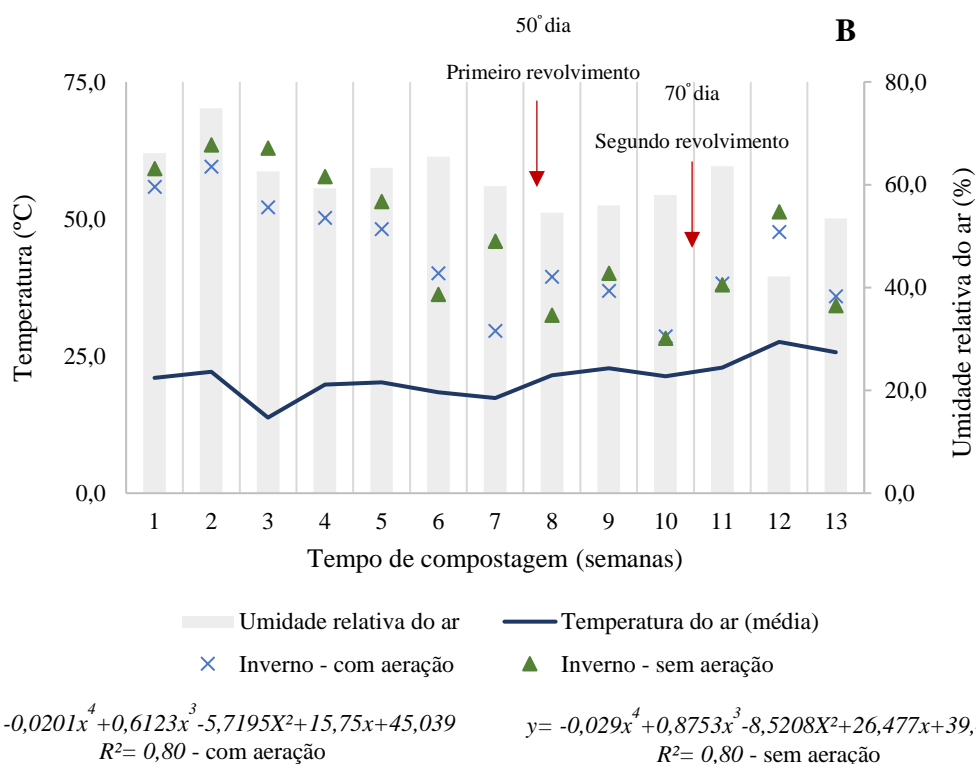 50º dia
B
Primeiro revolvimento
70º dia
Segundo revolvimento
75,0
50,0
25,0
0,0
Temperatura (ºC)
80,0
60,0
40,0
20,0
0,0
Umidade relativa do ar (%)
1 2 3 4 5 6 7 8 9 10 11 12 13
Tempo de compostagem (semanas)
Umidade relativa do ar
Temperatura do ar (média)
Inverno - com aeração
Inverno - sem aeração
-0,0201x⁴+0,6123x³-5,7195X²+15,75x+45,039
R²= 0,80 - com aeração
y= -0,029x⁴+0,8753x³-8,5208X²+26,477x+39,
R²= 0,80 - sem aeração